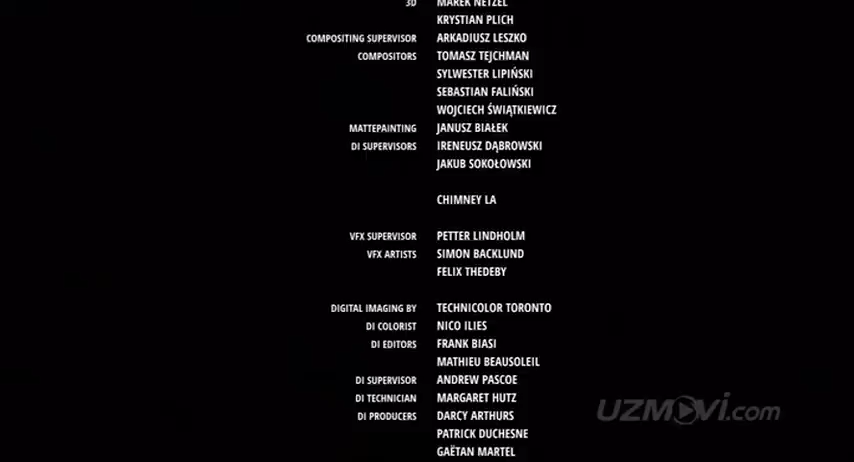 3D MAREK NETZEL
KRYSTIAN PLICH
COMPOSITING SUPERVISOR ARKADIUSZ LESZKO
COMPOSITORS TOMASZ TEJCHMAN
SYLWESTER LIPIŃSKI
SEBASTIAN FALIŃSKI
WOJCIECH ŚWIĄTKIEWICZ
MATTEPAINTING JANUSZ BIAŁEK
DI SUPERVISORS IRENEUSZ DĄBROWSKI
JAKUB SOKOŁOWSKI
CHIMNEY LA
VFX SUPERVISOR PETTER LINDHOLM
VFX ARTISTS SIMON BACKLUND
FELIX THEDEBY
DIGITAL IMAGING BY TECHNICOLOR TORONTO
DI COLORIST NICO ILIES
DI EDITORS FRANK BIASI
MATHIEU BEAUSOLEIL
DI SUPERVISOR ANDREW PASCOE
DI TECHNICIAN MARGARET HUTZ
DI PRODUCERS DARCY ARTHURS
PATRICK DUCHESNE
GAËTAN MARTEL
UZMOVI.com